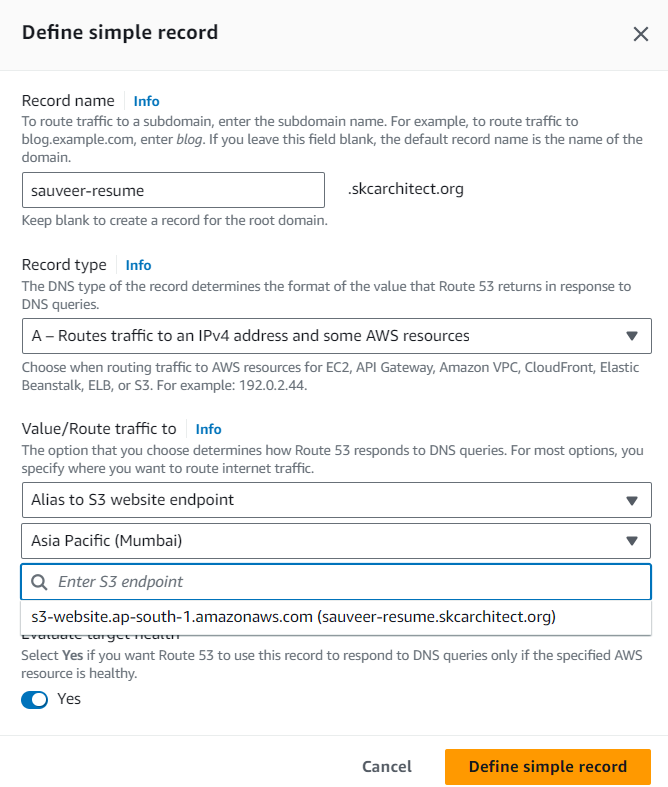 Define simple record
Record name Info
To route traffic to a subdomain, enter the subdomain name. For example, to route traffic to
blog.example.com, enter blog. If you leave this field blank, the default record name is the name of the
domain.
sauveer-resume .skcarchitect.org
Keep blank to create a record for the root domain.
Record type Info
The DNS type of the record determines the format of the value that Route 53 returns in response to
DNS queries.
A – Routes traffic to an IPv4 address and some AWS resources
Choose when routing traffic to AWS resources for EC2, API Gateway, Amazon VPC, CloudFront, Elastic
Beanstalk, ELB, or S3. For example: 192.0.2.44.
Value/Route traffic to Info
The option that you choose determines how Route 53 responds to DNS queries. For most options, you
specify where you want to route internet traffic.
Alias to S3 website endpoint
Asia Pacific (Mumbai)
Enter S3 endpoint
s3-website.ap-south-1.amazonaws.com (sauveer-resume.skcarchitect.org)
Evaluate target health
Select Yes if you want Route 53 to use this record to respond to DNS queries only if the specified AWS
resource is healthy.
Yes
Cancel Define simple record